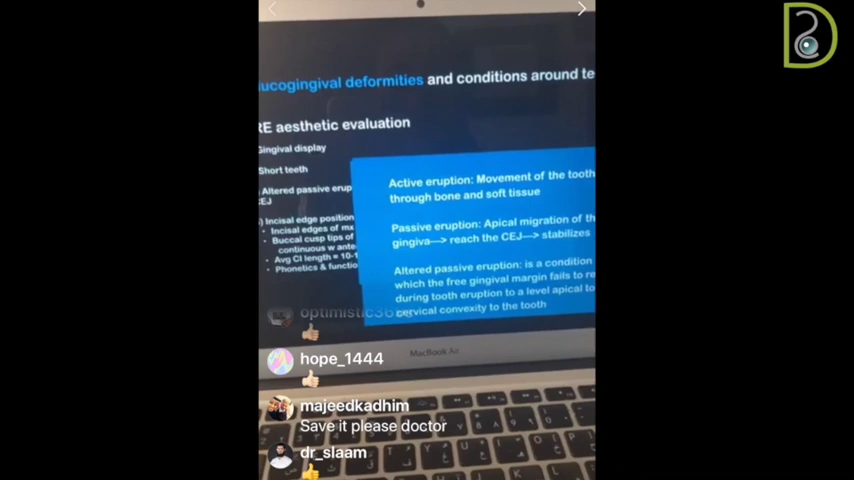 ucogingival deformities and conditions around te
RE aesthetic evaluation
Gingival display
Short teeth
Altered passive erup
CEJ
) Incisal edge position
• Incisal edges of mx
• Buccal cusp tips of
continuous w ante
• Avg CI length = 10-1
• Phonetics & functio
Active eruption: Movement of the tooth
through bone and soft tissue
Passive eruption: Apical migration of th
gingiva—> reach the CEJ—> stabilizes
Altered passive eruption: is a condition
which the free gingival margin fails to re
during tooth eruption to a level apical to
cervical convexity to the tooth
MacBook Air
hope_1444
majeedkadhim
Save it please doctor
dr_slaam